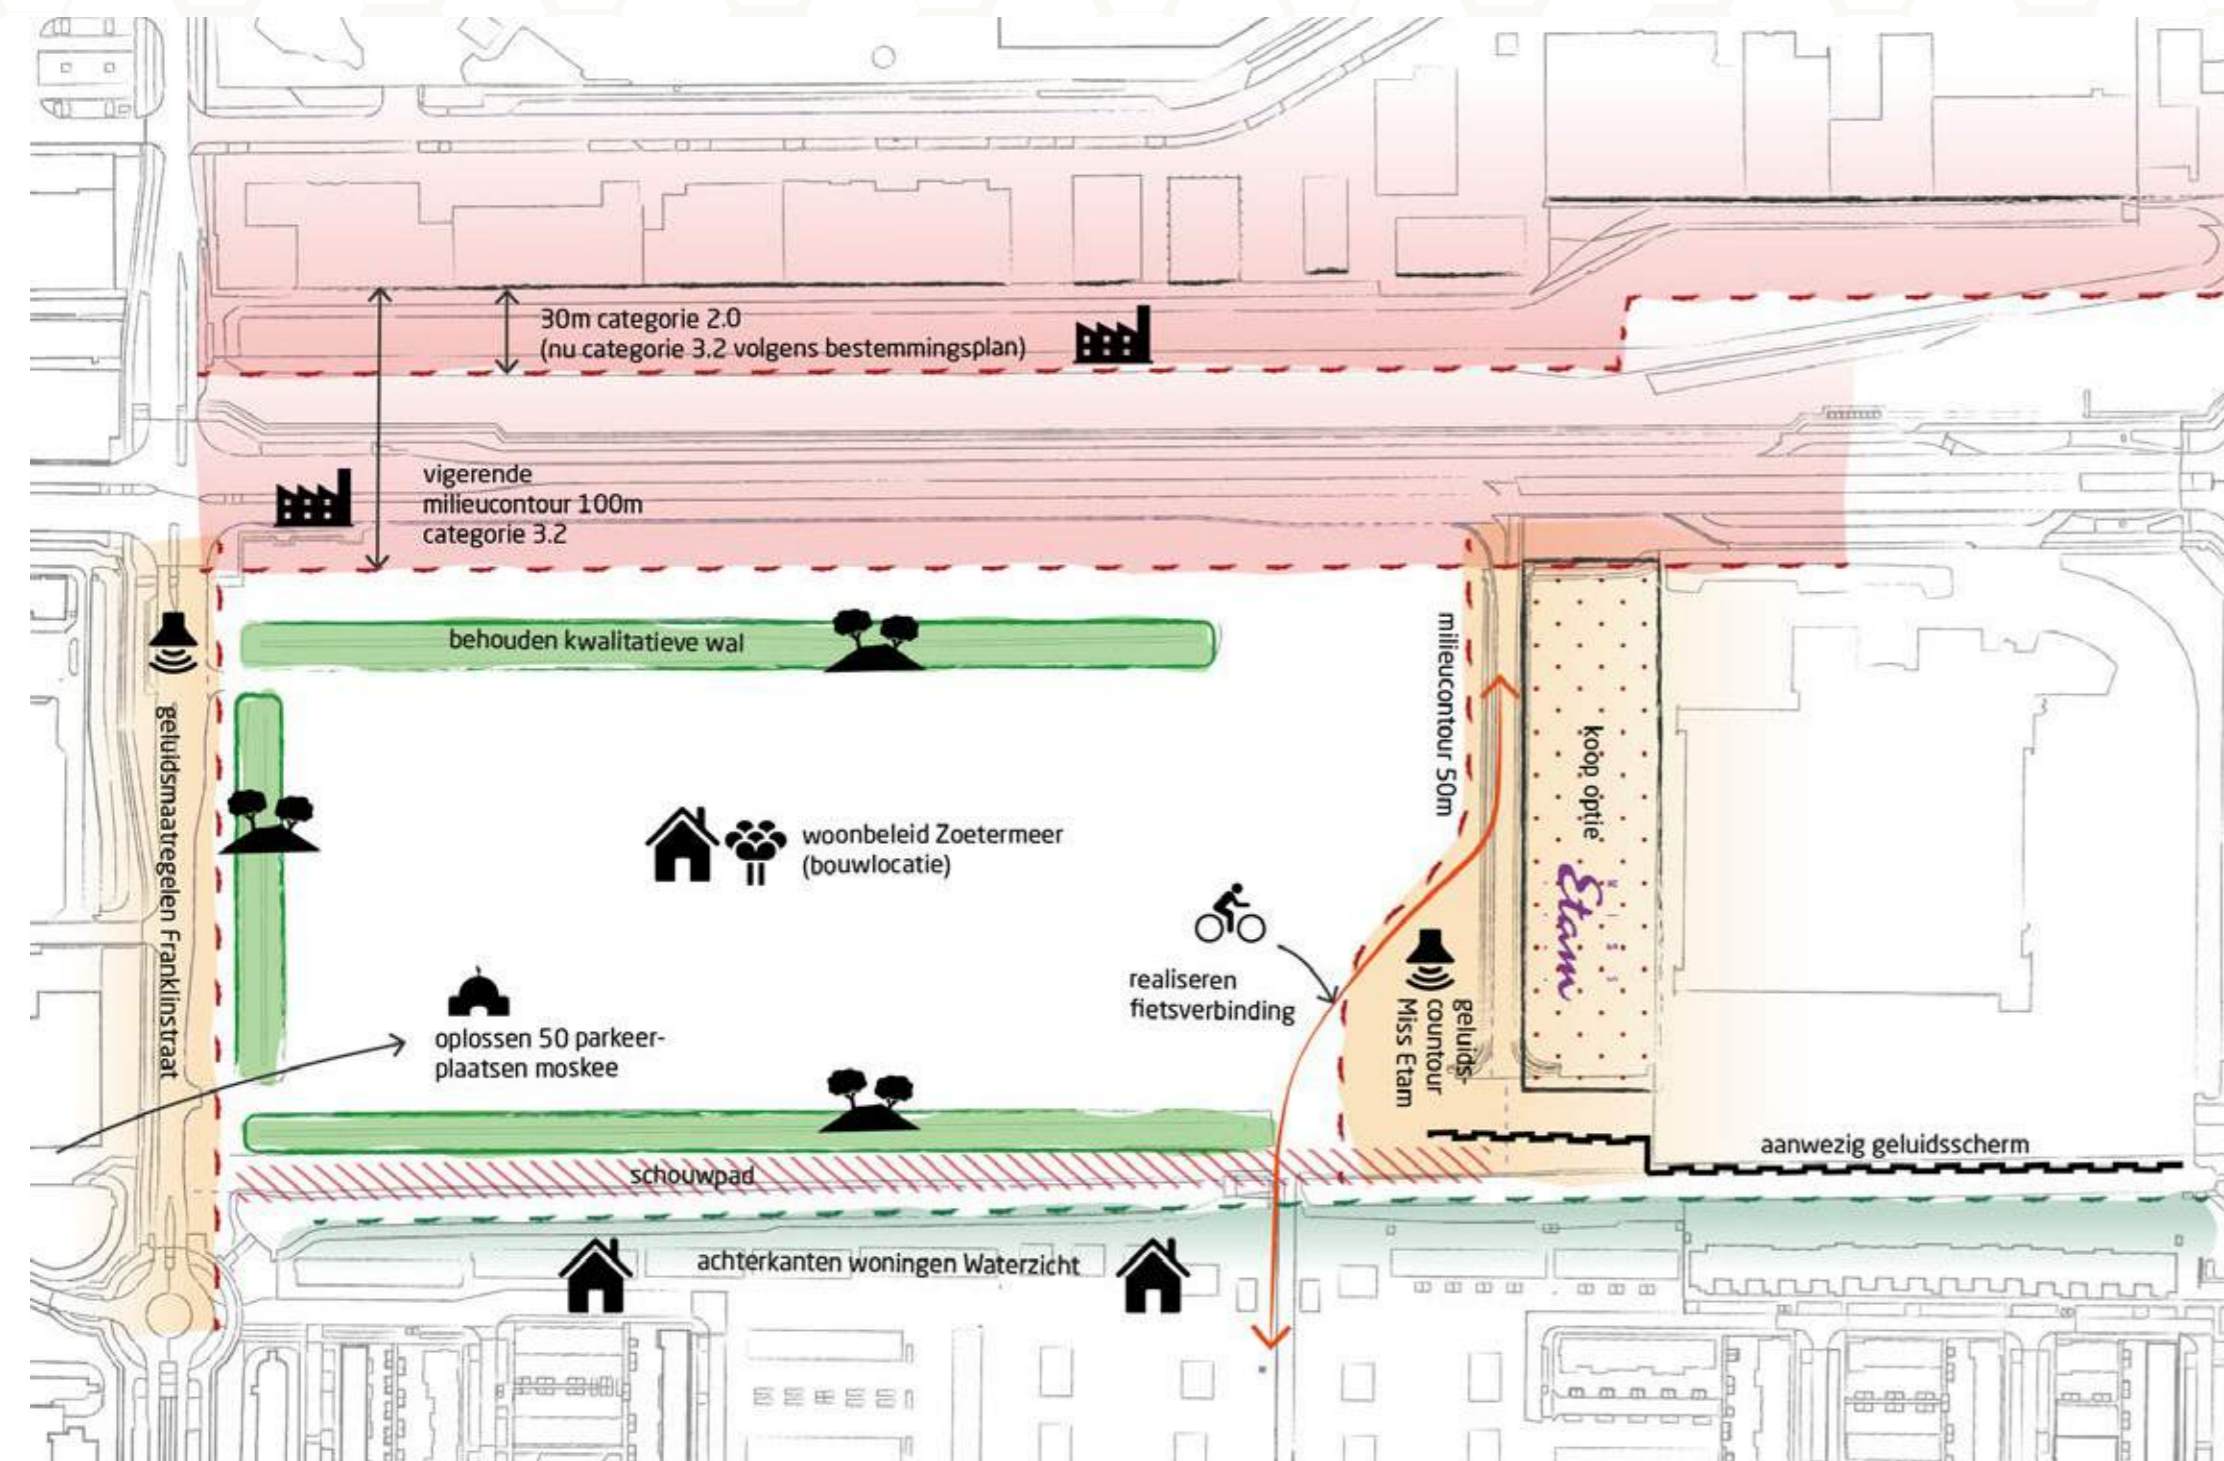 30m categorie 2.0
(nu categorie 3.2 volgens bestemmingsplan)
vigerende
milieucontour 100m
categorie 3.2
behouden kwalitatieve wal
milieucontour 50m
koop optie
MISS
Etam
geluidsmaatregelen Franklinstraat
woonbeleid Zoetermeer
(bouwlocatie)
realiseren
fietsverbinding
geluids-
countour
Miss Etam
oplossen 50 parkeer-
plaatsen moskee
aanwezig geluidsscherm
schouwpad
achterkanten woningen Waterzicht